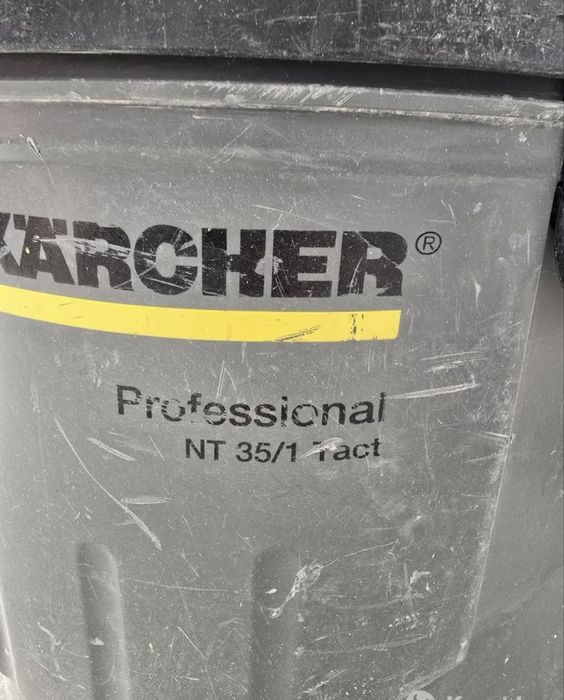 KÄRCHER®
Professional
NT 35/1 Tact